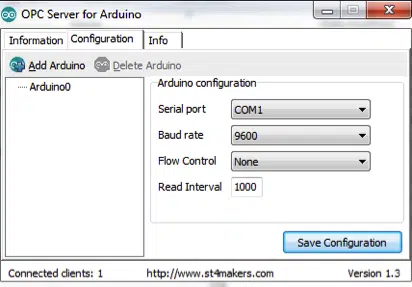 OPC Server for Arduino
Information Configuration Info
Add Arduino Delete Arduino
Arduino0
Arduino configuration
Serial port COM1
Baud rate 9600
Flow Control None
Read Interval 1000
Save Configuration
Connected clients: 1 http://www.st4makers.com Version 1.3